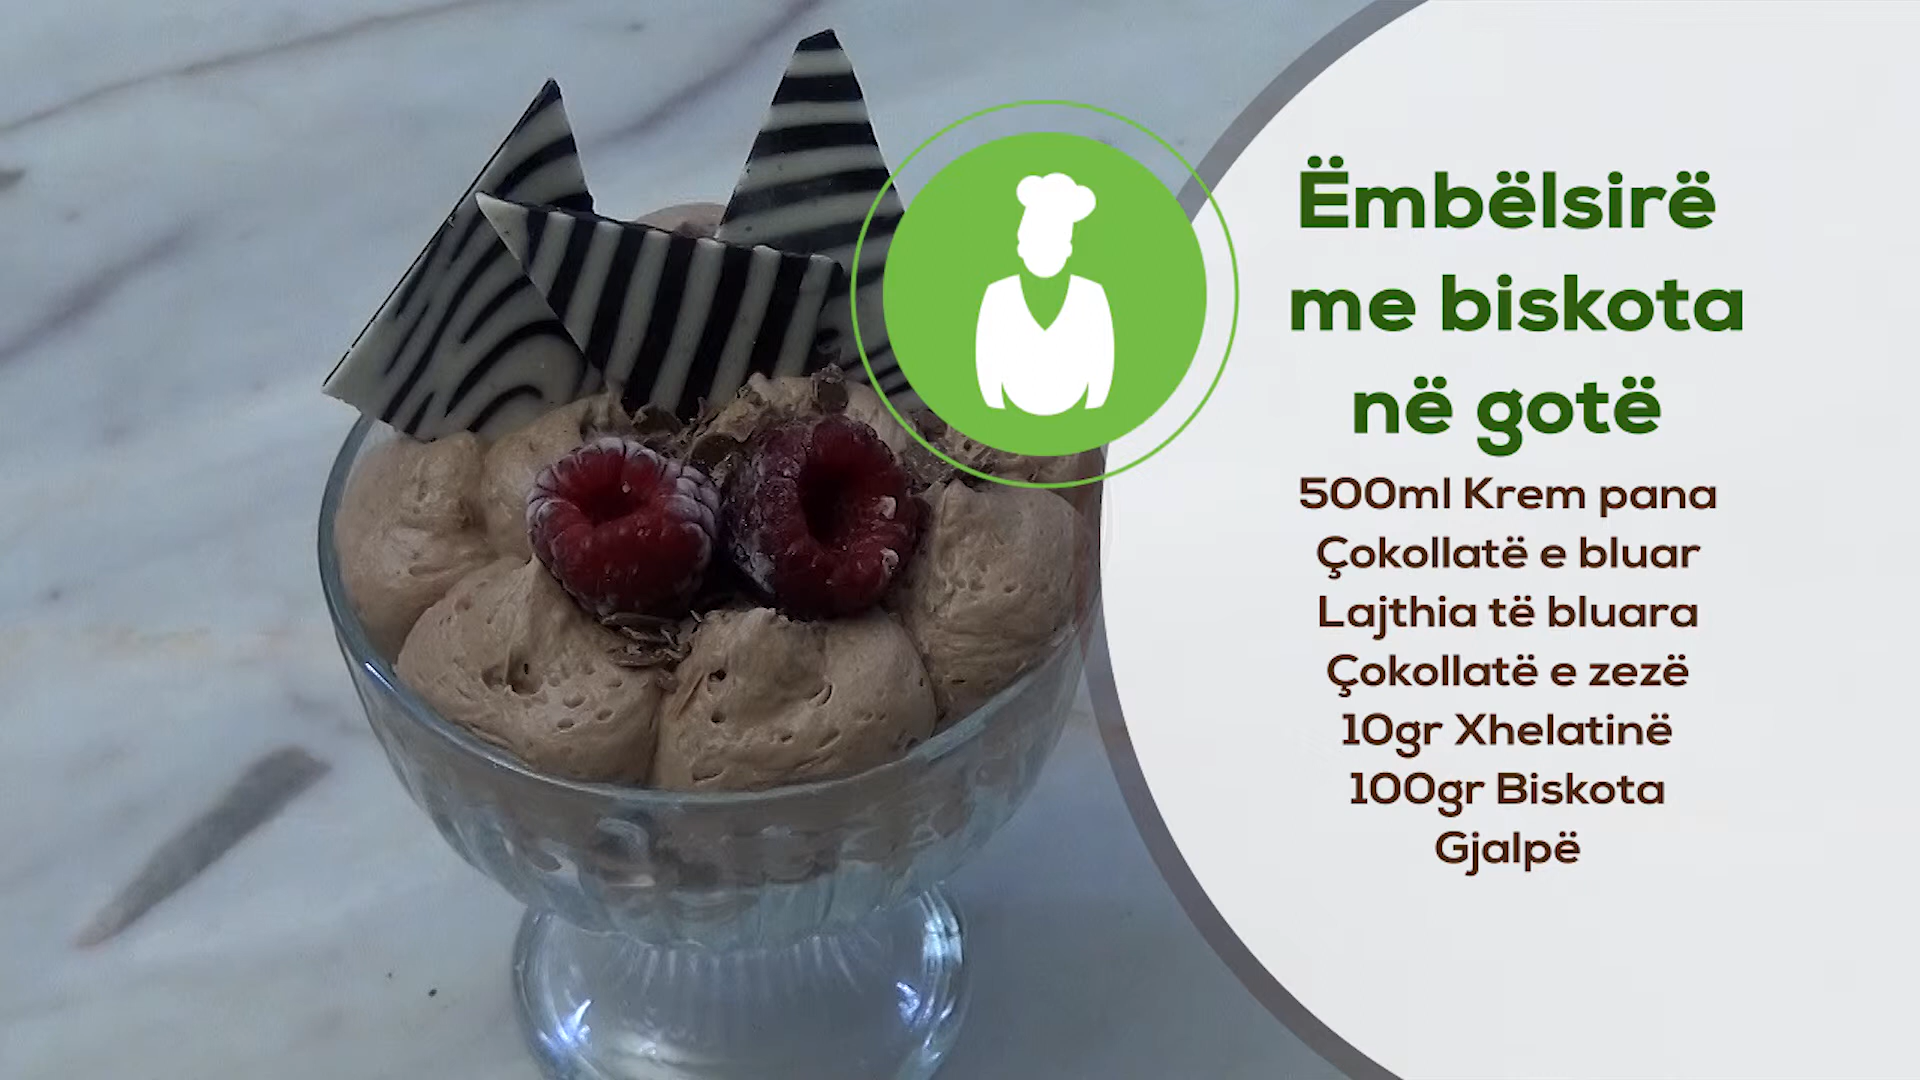 Ëmbëlsirë
me biskota
në gotë
500ml Krem pana
Çokollatë e bluar
Lajthia të bluara
Çokollatë e zezë
10gr Xhelatinë
100gr Biskota
Gjalpë